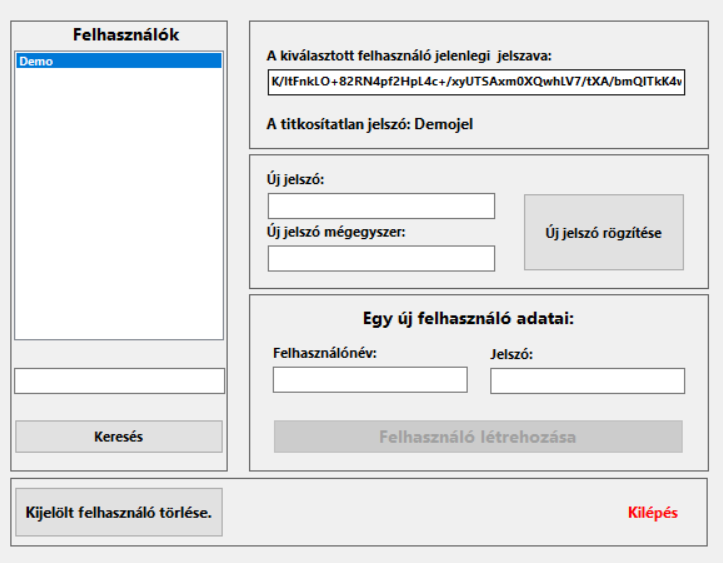 Felhasználók
Demo
Keresés
A kiválasztott felhasználó jelenlegi jelszava:
K/ltFnkLO+82RN4pf2HpL4c+/xyUTSAxm0XQwhLV7/tXA/bmQlTkK4v
A titkosítatlan jelszó: Demojel
Új jelszó:
Új jelszó mégegyszer:
Új jelszó rögzítése
Egy új felhasználó adatai:
Felhasználónév:
Jelszó:
Felhasználó létrehozása
Kijelölt felhasználó törlése.
Kilépés